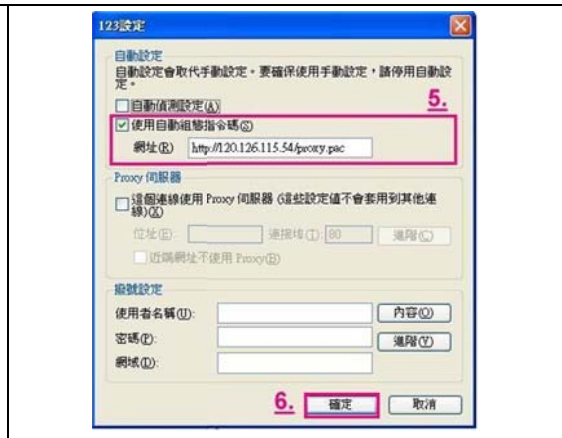 123設定
自動設定
自動設定會取代手動設定。要確保使用手動設定，請停用自動設
定。
自動偵測設定(A)
5.
使用自動組態指令碼(S)
網址(R) http://120.126.115.54/proxy.pac
Proxy 伺服器
這個連線使用 Proxy 伺服器 (這些設定值不會套用到其他連
線)(X)
位址(E): 連接埠(T): 80 進階(C)
近端網址不使用 Proxy(B)
撥號設定
使用者名稱(U): 內容(O)
密碼(P): 進階(Y)
網域(D):
6. 確定 取消